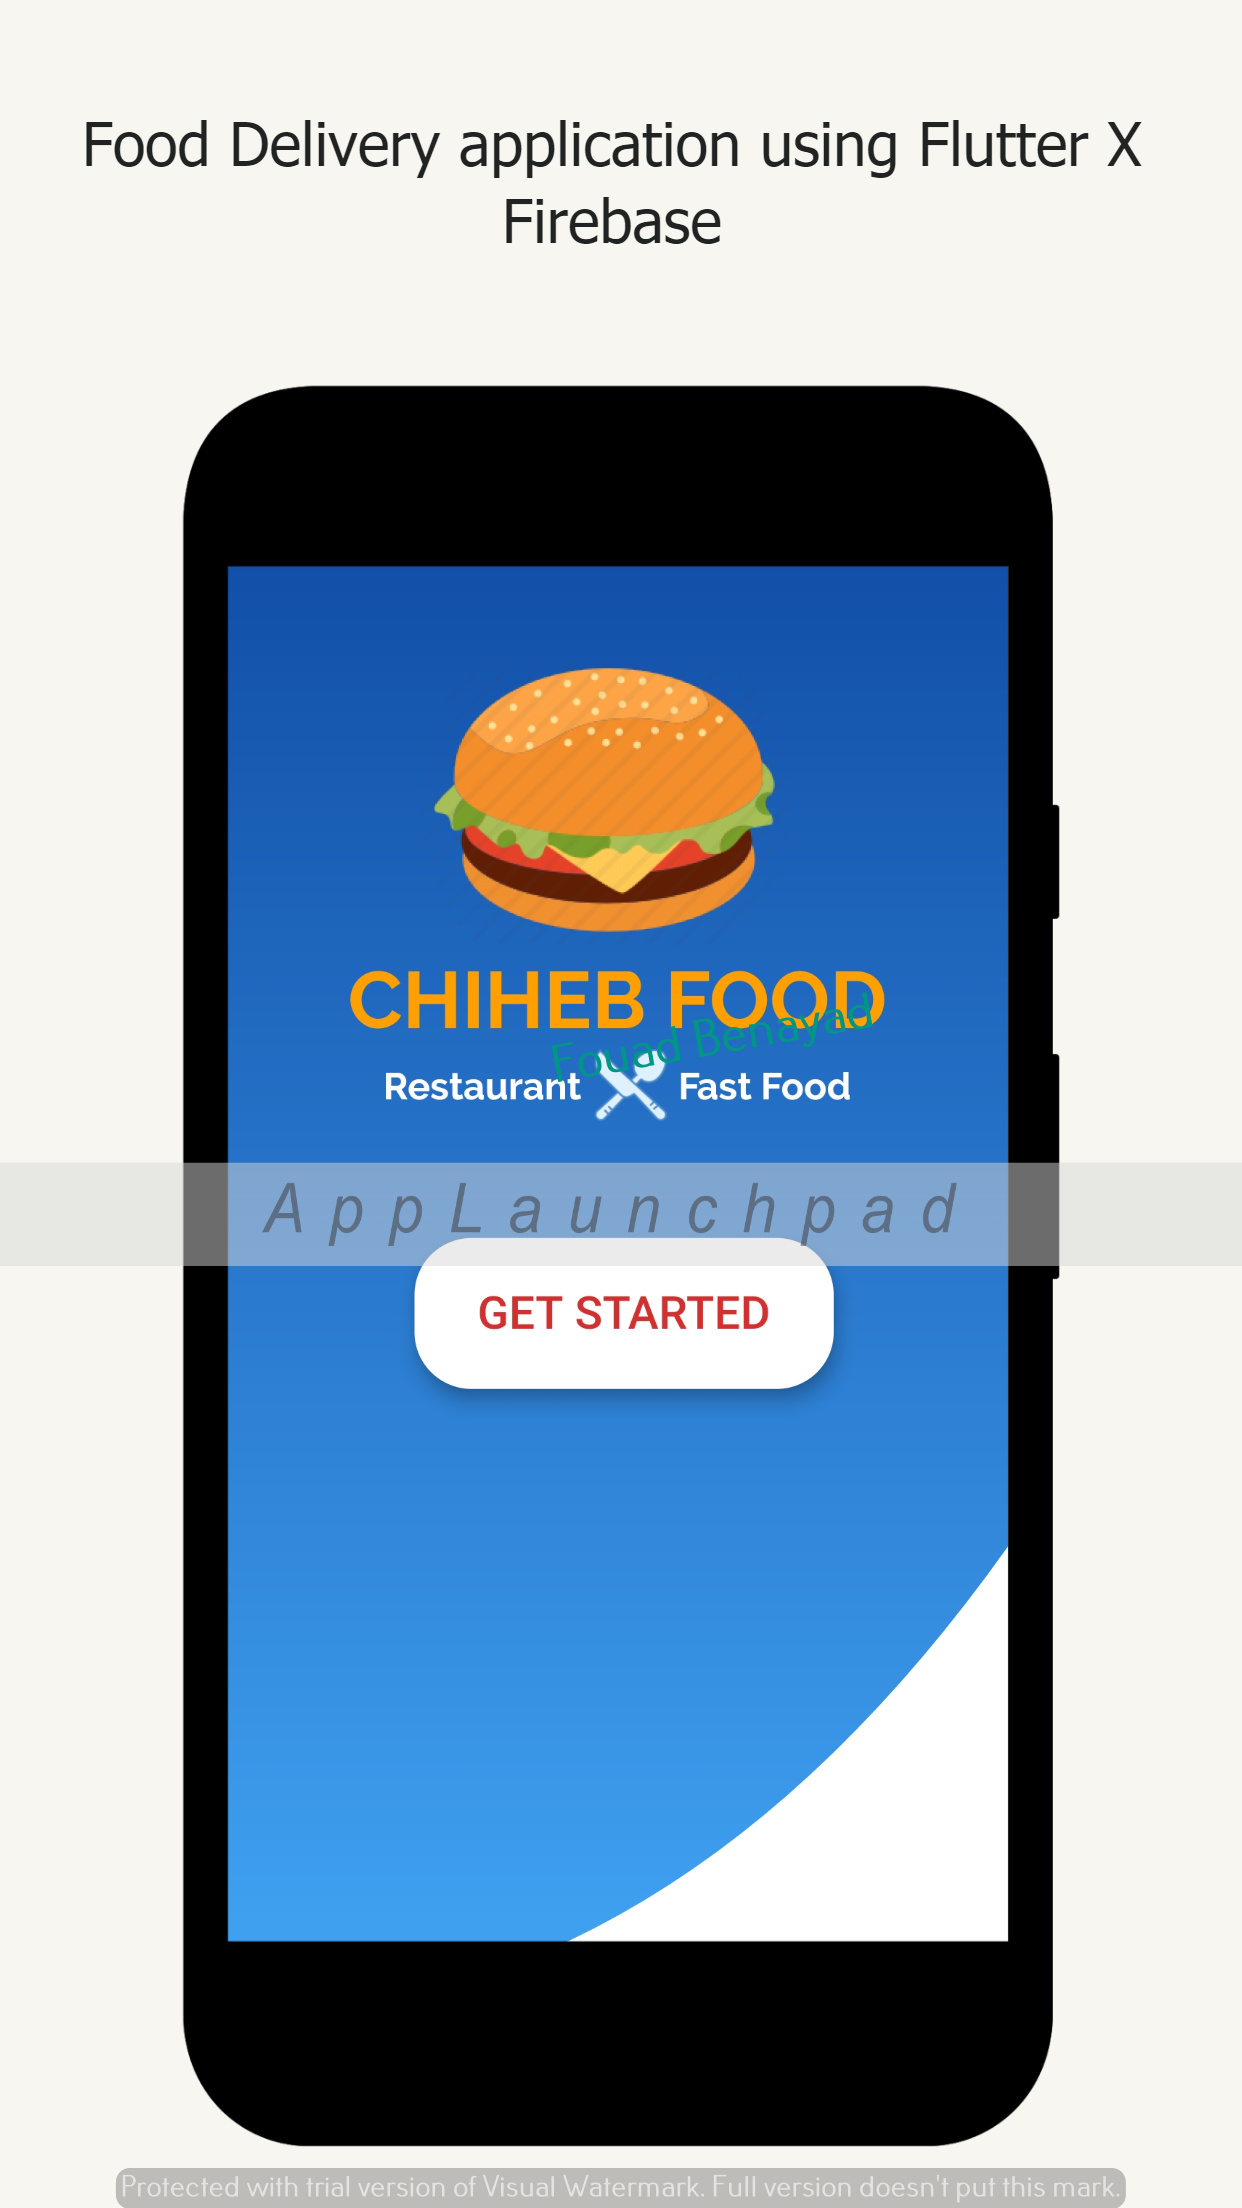 Food Delivery application using Flutter X
Firebase
CHIHEB FOOD
Fouad Benayad
Restaurant Fast Food
AppLaunchpad
GET STARTED
Protected with trial version of Visual Watermark. Full version doesn't put this mark.